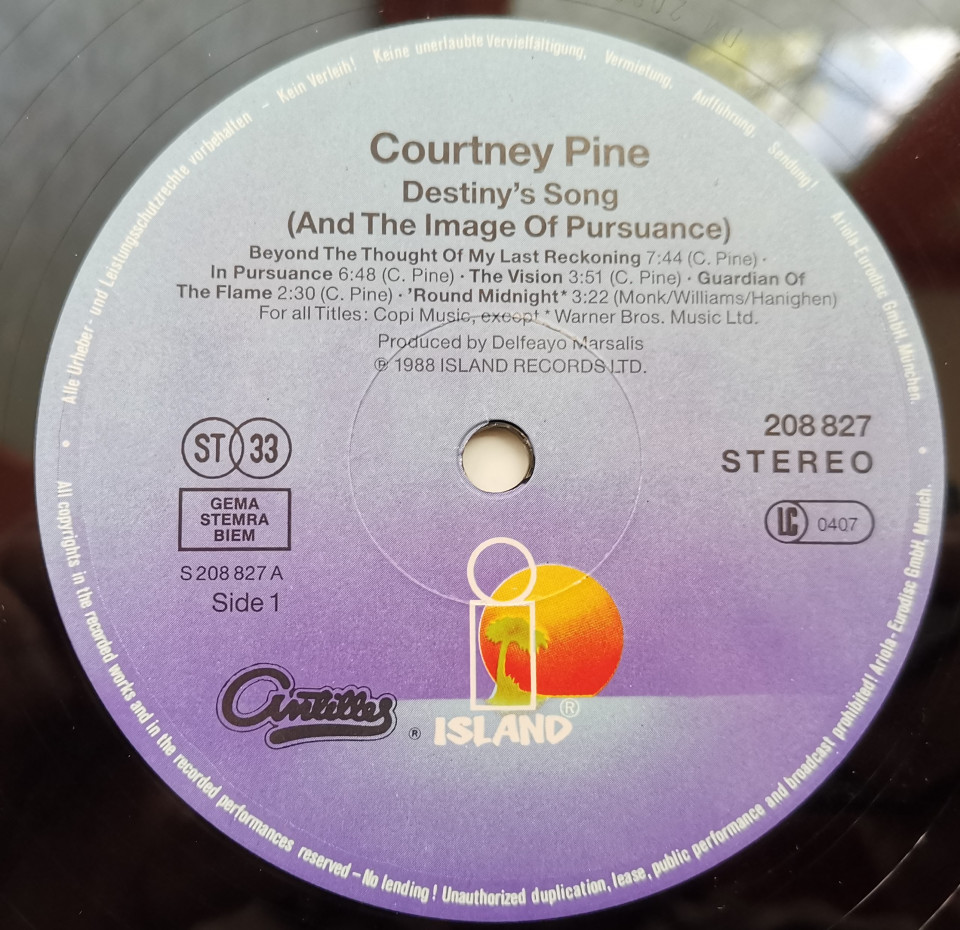 Alle Urheber- und Leistungsschutzrechte vorbehalten – Kein Verleih! Keine unerlaubte Vervielfältigung, Vermietung, Aufführung, Sendung! Ariola-Eurodisc GmbH, München.
Courtney Pine
Destiny's Song
(And The Image Of Pursuance)
Beyond The Thought Of My Last Reckoning 7:44 (C. Pine) ·
In Pursuance 6:48 (C. Pine) · The Vision 3:51 (C. Pine) · Guardian Of
The Flame 2:30 (C. Pine) · 'Round Midnight* 3:22 (Monk/Williams/Hanighen)
For all Titles: Copi Music, except * Warner Bros. Music Ltd.
Produced by Delfeayo Marsalis
℗ 1988 ISLAND RECORDS LTD.
ST 33
GEMA
STEMRA
BIEM
S 208 827 A
Side 1
208 827
STEREO
LC 0407
Antilles ®
ISLAND ®
All copyrights in the recorded works and in the recorded performances reserved – No lending! Unauthorized duplication, lease, public performance and broadcast prohibited! Ariola-Eurodisc GmbH, Munich.